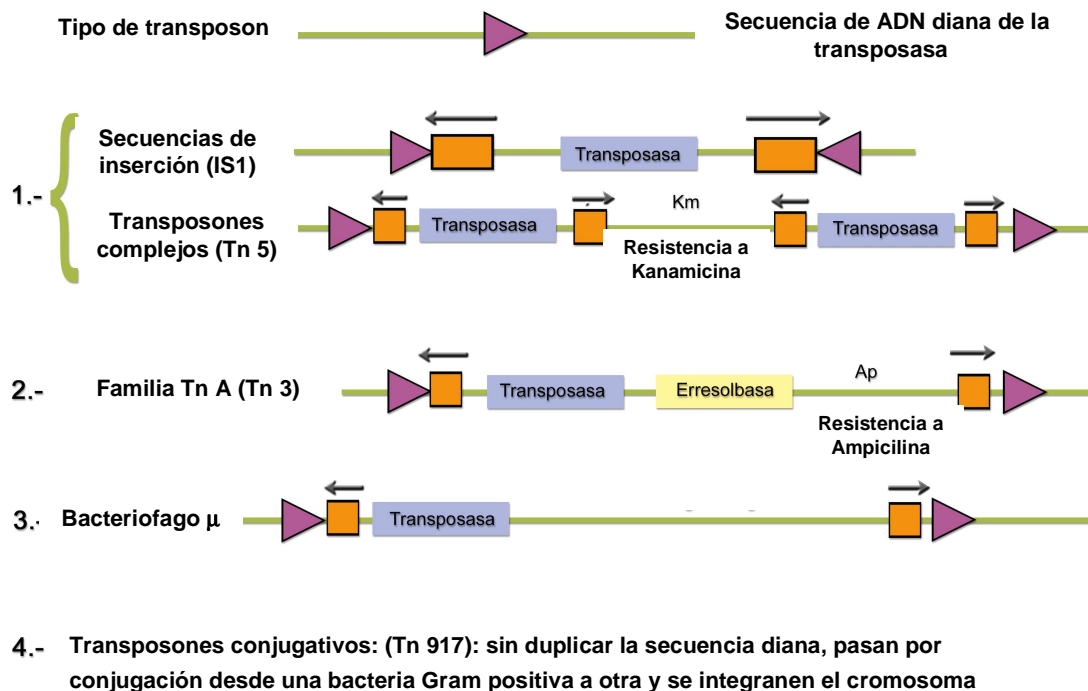 Tipo de transposon
Secuencia de ADN diana de la
transposasa
1.-
Secuencias de
inserción (IS1)
Transposasa
Transposones
complejos (Tn 5)
Transposasa
Km
Resistencia a
Kanamicina
Transposasa
2.-
Familia Tn A (Tn 3)
Transposasa
Erresolbasa
Ap
Resistencia a
Ampicilina
3.-
Bacteriofago μ
Transposasa
4.- Transposones conjugativos: (Tn 917): sin duplicar la secuencia diana, pasan por
conjugación desde una bacteria Gram positiva a otra y se integranen el cromosoma